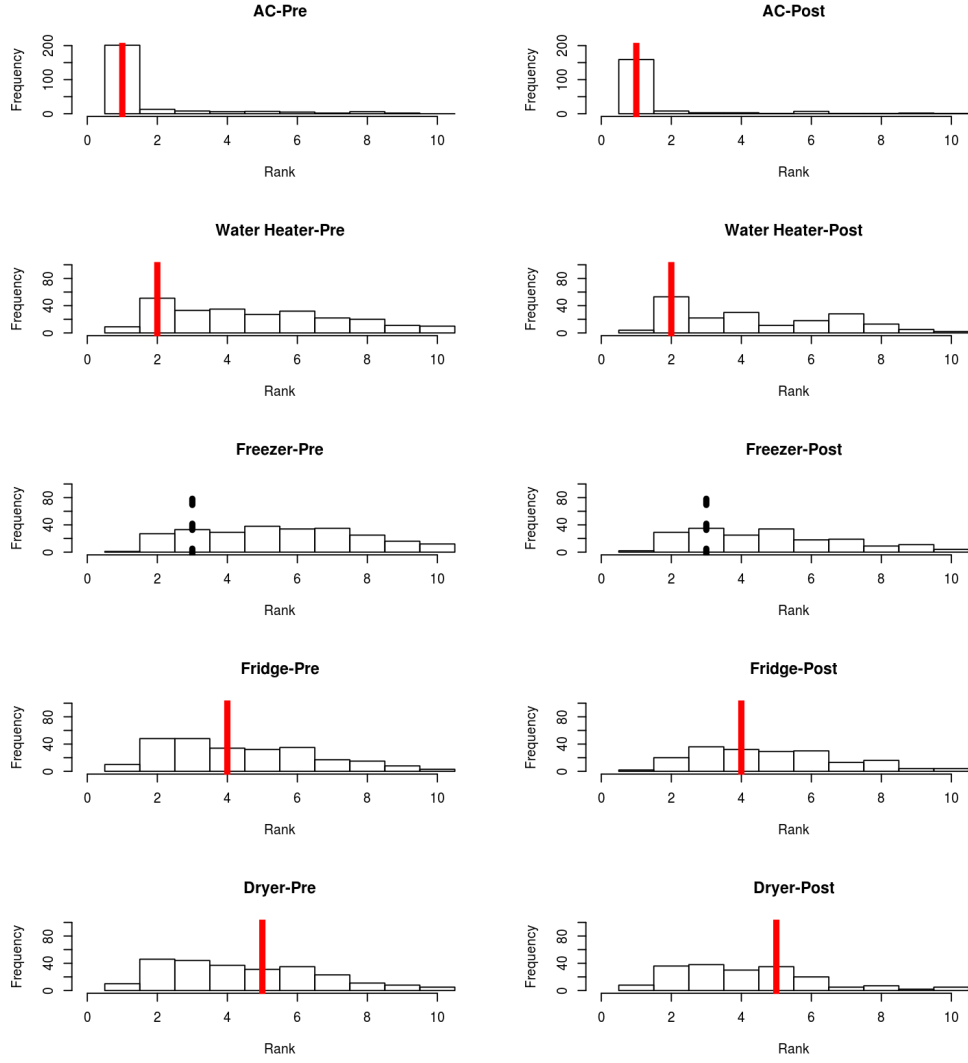 AC-Pre
Frequency
0 100 200
0 2 4 6 8 10
Rank
AC-Post
Frequency
0 100 200
0 2 4 6 8 10
Rank
Water Heater-Pre
Frequency
0 40 80
0 2 4 6 8 10
Rank
Water Heater-Post
Frequency
0 40 80
0 2 4 6 8 10
Rank
Freezer-Pre
Frequency
0 40 80
0 2 4 6 8 10
Rank
Freezer-Post
Frequency
0 40 80
0 2 4 6 8 10
Rank
Fridge-Pre
Frequency
0 40 80
0 2 4 6 8 10
Rank
Fridge-Post
Frequency
0 40 80
0 2 4 6 8 10
Rank
Dryer-Pre
Frequency
0 40 80
0 2 4 6 8 10
Rank
Dryer-Post
Frequency
0 40 80
0 2 4 6 8 10
Rank